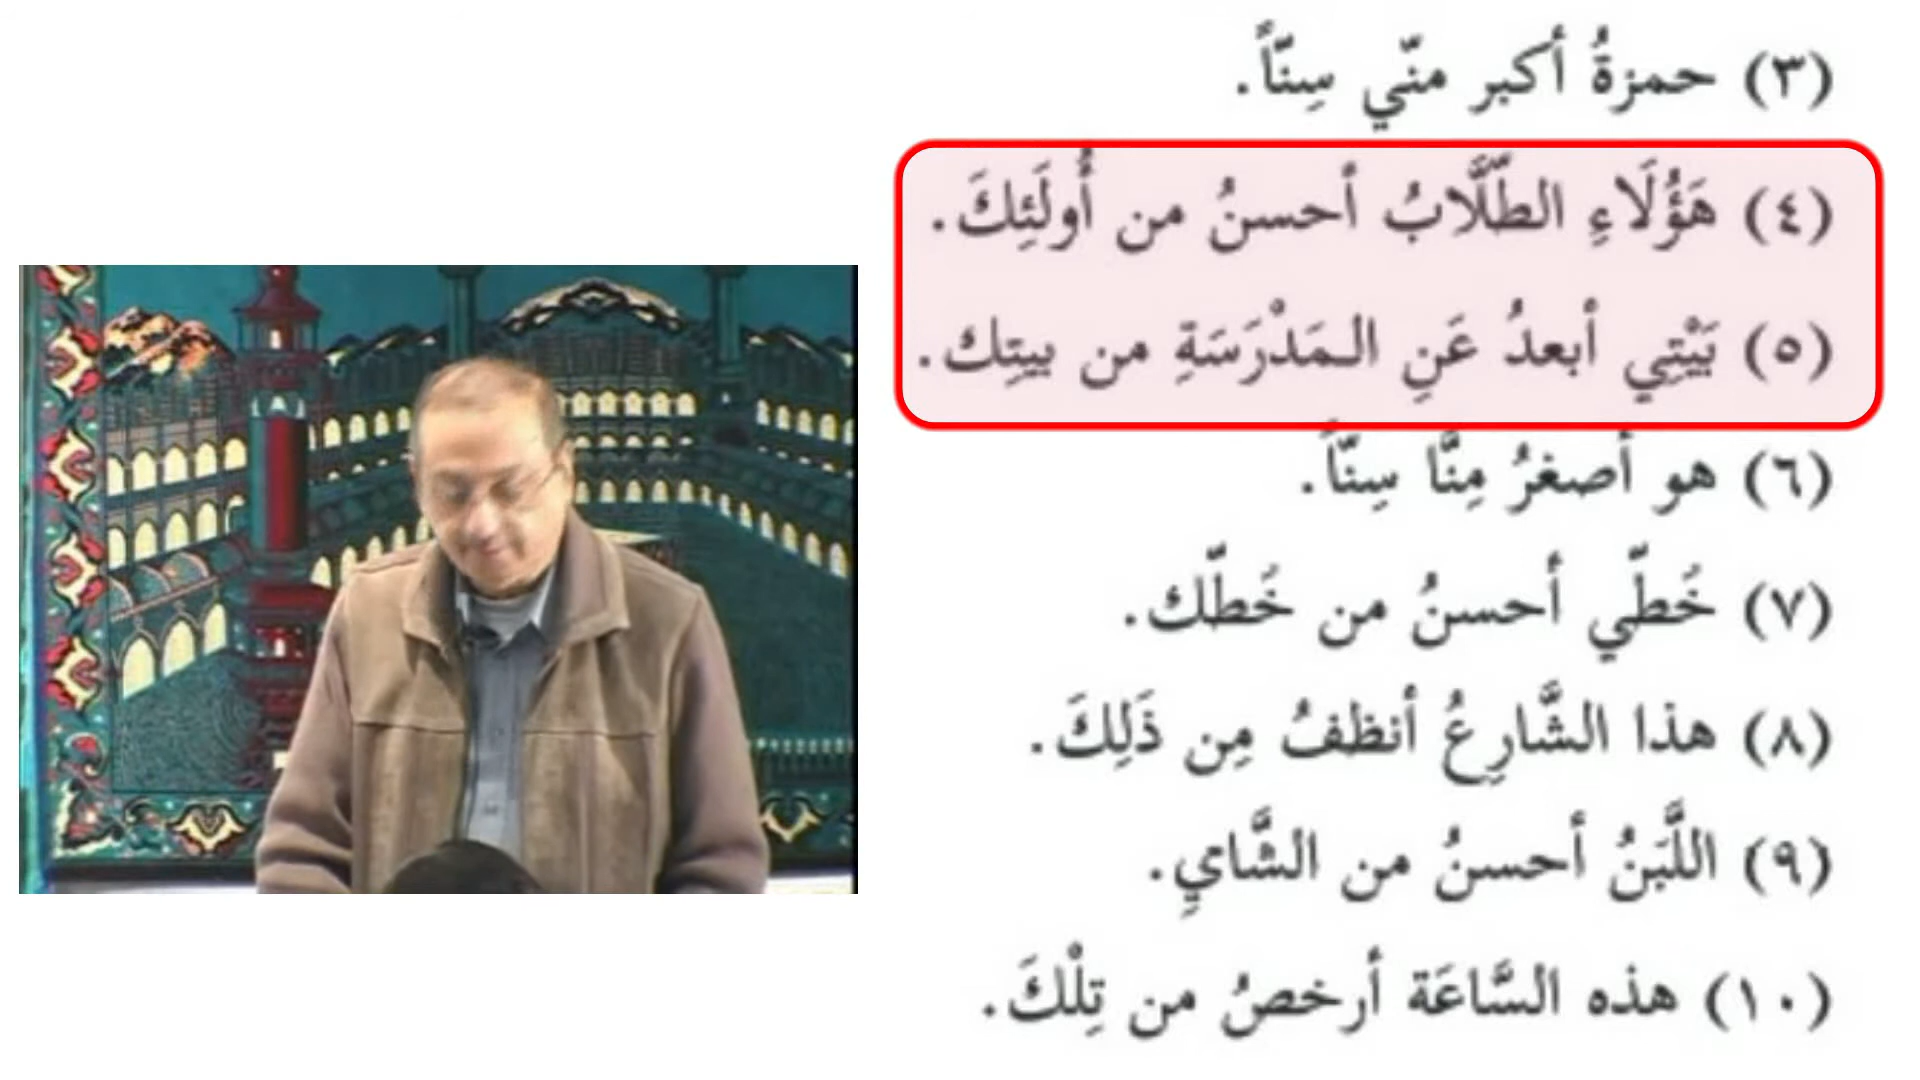 (٣) حمزةُ أكبر منّي سِنّاً.
(٤) هَؤُلَاءِ الطُّلَّابُ أحسنُ من أُولَئِكَ.
(٥) بَيْتِي أبعدُ عَنِ الـمَدْرَسَةِ من بيتِك.
(٦) هو أصغرُ مِنَّا سِنّاً.
(٧) خَطّي أحسنُ من خَطّك.
(٨) هذا الشَّارِعُ أنظفُ مِن ذَلِكَ.
(٩) اللَّبَنُ أحسنُ من الشَّايِ.
(١٠) هذه السَّاعَة أرخصُ من تِلْكَ.